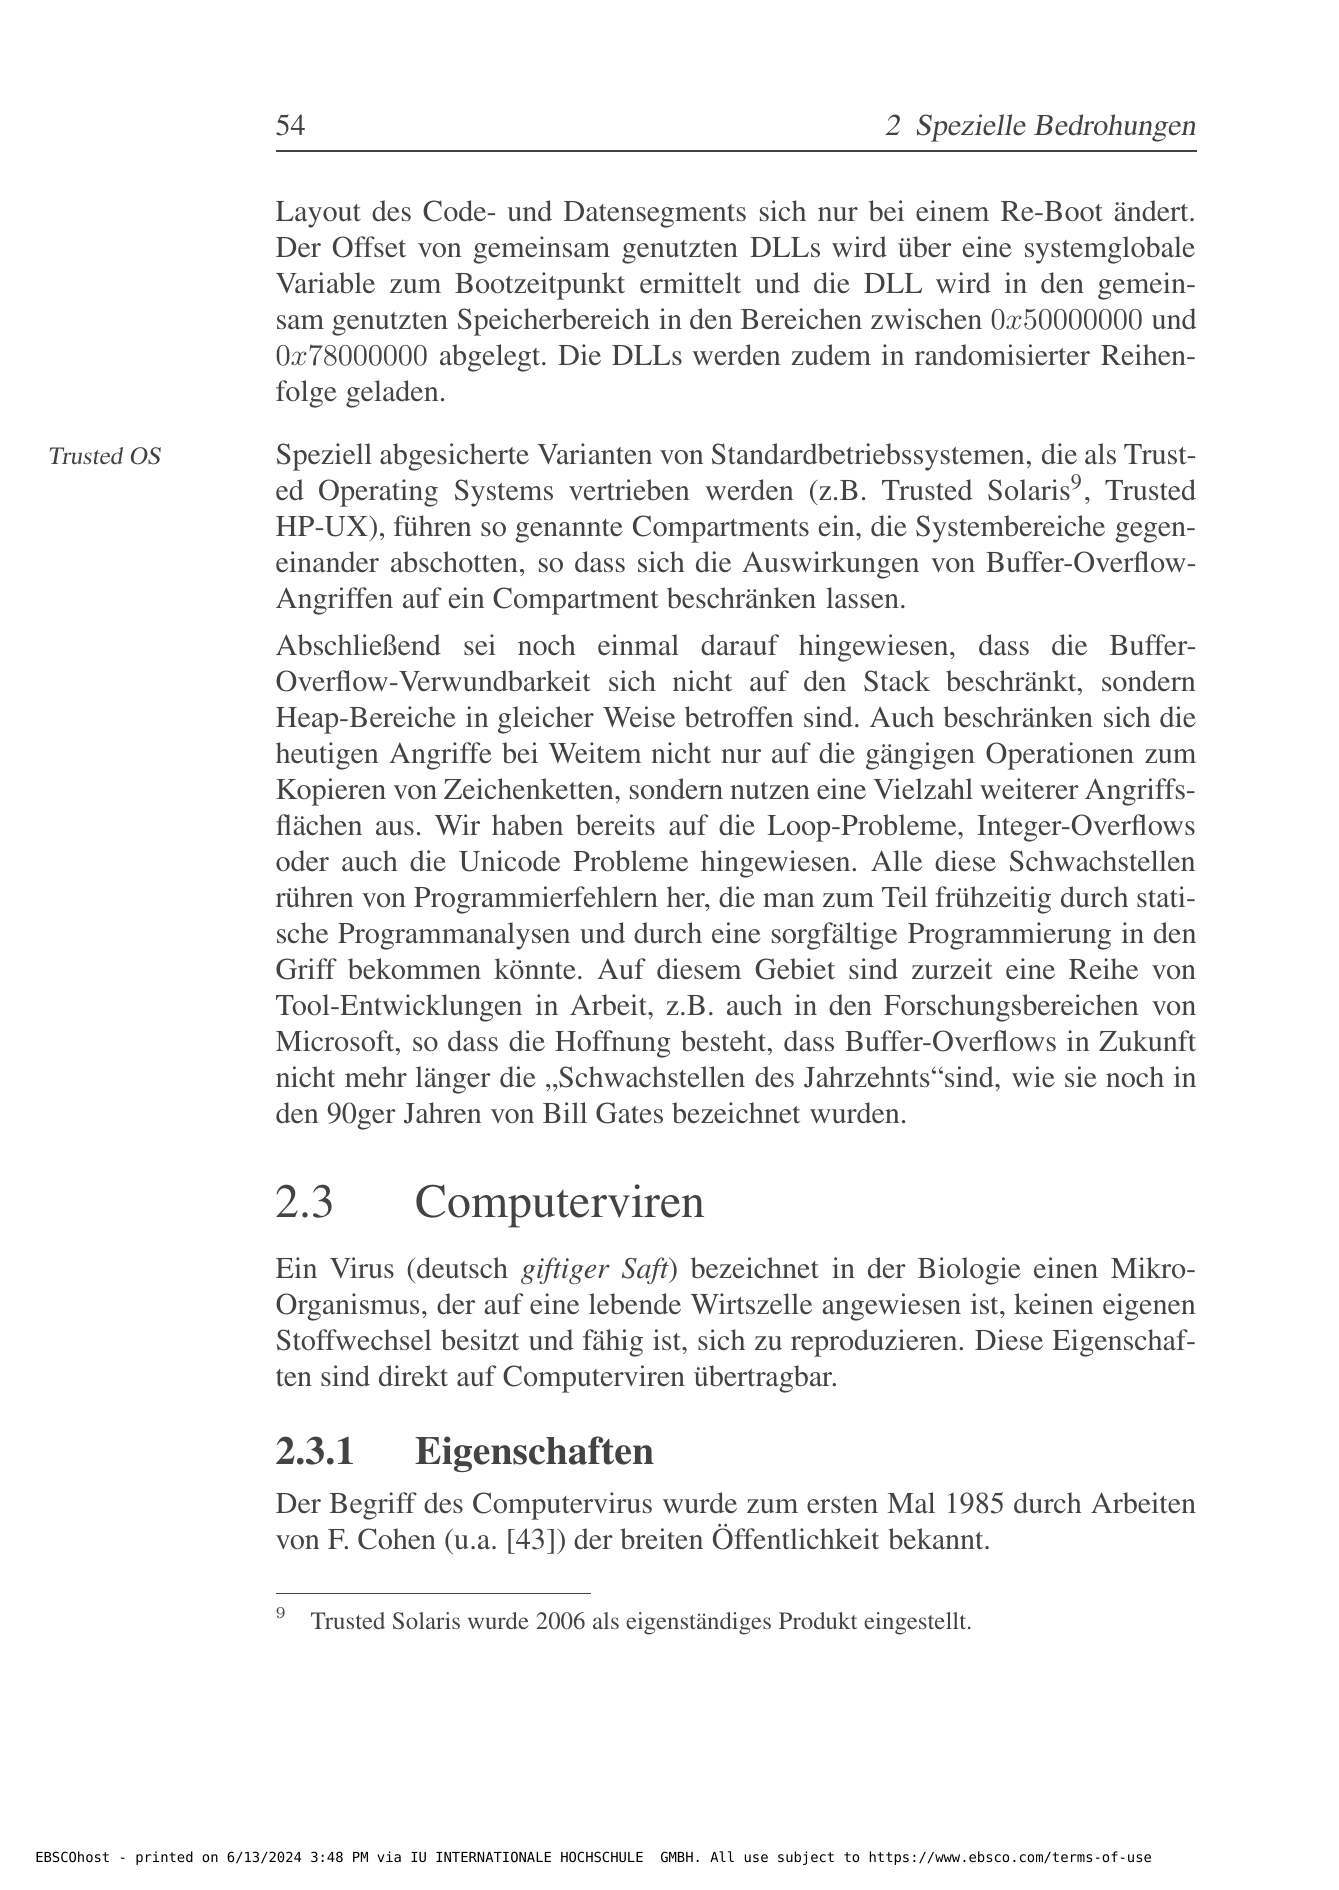 54 2 Spezielle Bedrohungen
Layout des Code- und Datensegments sich nur bei einem Re-Boot ändert.
Der Offset von gemeinsam genutzten DLLs wird über eine systemglobale
Variable zum Bootzeitpunkt ermittelt und die DLL wird in den gemein-
sam genutzten Speicherbereich in den Bereichen zwischen 0x50000000 und
0x78000000 abgelegt. Die DLLs werden zudem in randomisierter Reihen-
folge geladen.
Trusted OS
Speziell abgesicherte Varianten von Standardbetriebssystemen, die als Trust-
ed Operating Systems vertrieben werden (z.B. Trusted Solaris⁹, Trusted
HP-UX), führen so genannte Compartments ein, die Systembereiche gegen-
einander abschotten, so dass sich die Auswirkungen von Buffer-Overflow-
Angriffen auf ein Compartment beschränken lassen.
Abschließend sei noch einmal darauf hingewiesen, dass die Buffer-
Overflow-Verwundbarkeit sich nicht auf den Stack beschränkt, sondern
Heap-Bereiche in gleicher Weise betroffen sind. Auch beschränken sich die
heutigen Angriffe bei Weitem nicht nur auf die gängigen Operationen zum
Kopieren von Zeichenketten, sondern nutzen eine Vielzahl weiterer Angriffs-
flächen aus. Wir haben bereits auf die Loop-Probleme, Integer-Overflows
oder auch die Unicode Probleme hingewiesen. Alle diese Schwachstellen
rühren von Programmierfehlern her, die man zum Teil frühzeitig durch stati-
sche Programmanalysen und durch eine sorgfältige Programmierung in den
Griff bekommen könnte. Auf diesem Gebiet sind zurzeit eine Reihe von
Tool-Entwicklungen in Arbeit, z.B. auch in den Forschungsbereichen von
Microsoft, so dass die Hoffnung besteht, dass Buffer-Overflows in Zukunft
nicht mehr länger die „Schwachstellen des Jahrzehnts“sind, wie sie noch in
den 90ger Jahren von Bill Gates bezeichnet wurden.
2.3 Computerviren
Ein Virus (deutsch giftiger Saft) bezeichnet in der Biologie einen Mikro-
Organismus, der auf eine lebende Wirtszelle angewiesen ist, keinen eigenen
Stoffwechsel besitzt und fähig ist, sich zu reproduzieren. Diese Eigenschaf-
ten sind direkt auf Computerviren übertragbar.
2.3.1 Eigenschaften
Der Begriff des Computervirus wurde zum ersten Mal 1985 durch Arbeiten
von F. Cohen (u.a. [43]) der breiten Öffentlichkeit bekannt.
⁹ Trusted Solaris wurde 2006 als eigenständiges Produkt eingestellt.
EBSCOhost - printed on 6/13/2024 3:48 PM via IU INTERNATIONALE HOCHSCHULE GMBH. All use subject to https://www.ebsco.com/terms-of-use